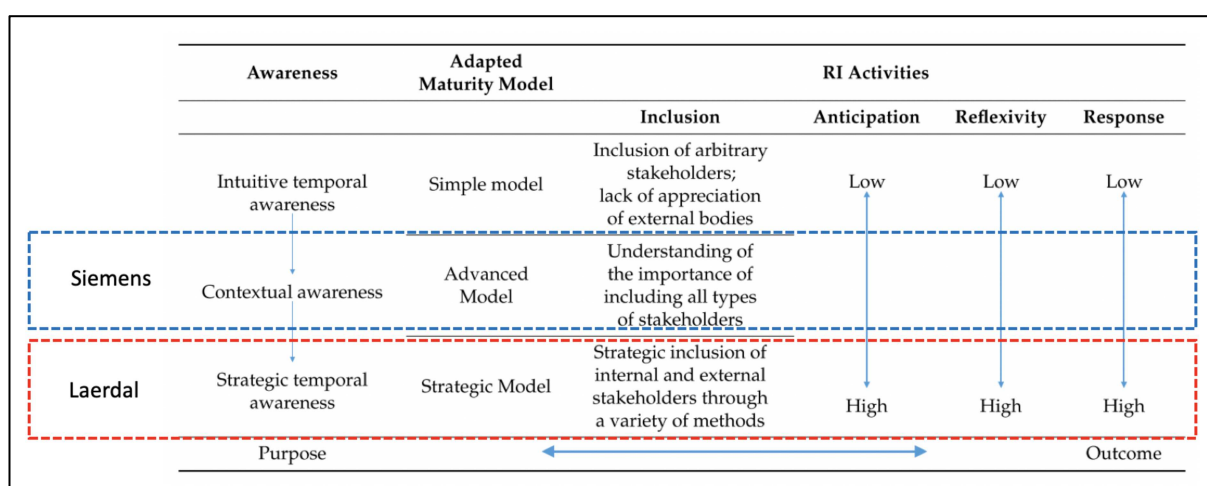 Awareness
Adapted
Maturity Model
RI Activities
Inclusion
Anticipation
Reflexivity
Response
Intuitive temporal
awareness
Simple model
Inclusion of arbitrary
stakeholders;
lack of appreciation
of external bodies
Low
Low
Low
Siemens
Contextual awareness
Advanced
Model
Understanding of
the importance of
including all types
of stakeholders
Laerdal
Strategic temporal
awareness
Strategic Model
Strategic inclusion of
internal and external
stakeholders through
a variety of methods
High
High
High
Purpose
Outcome